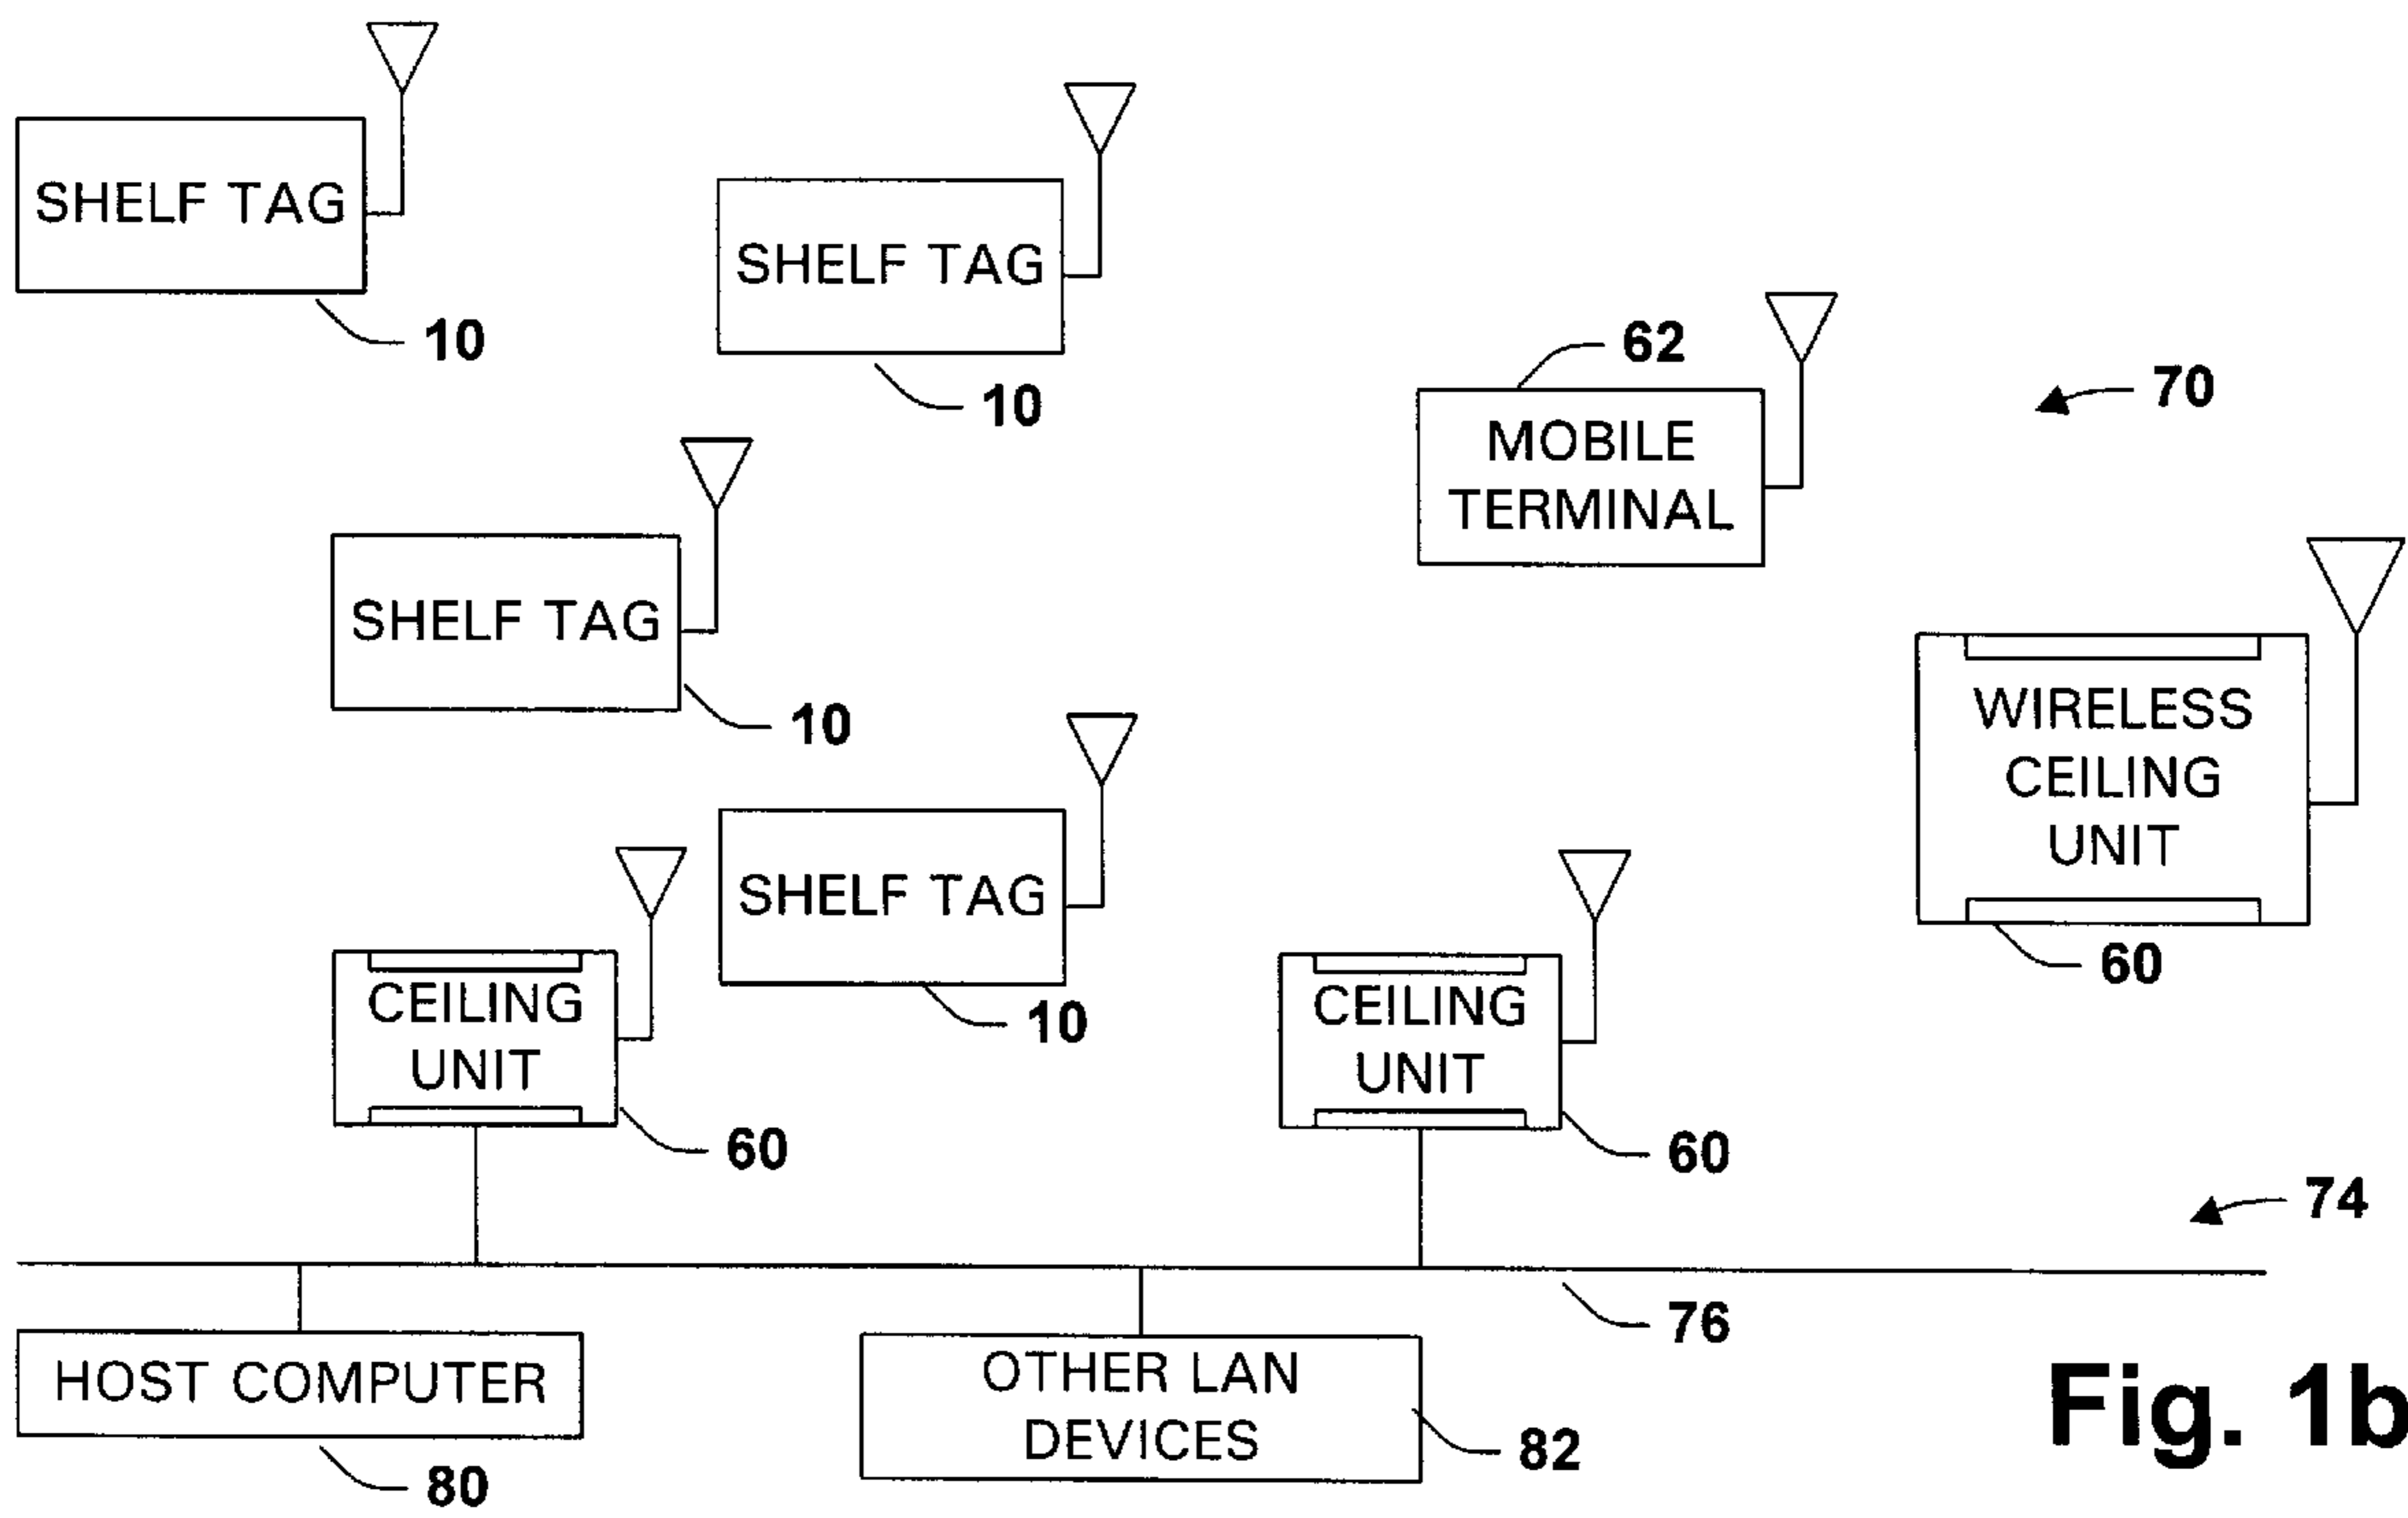 SHELF TAG
10
SHELF TAG
10
62
MOBILE
TERMINAL
70
SHELF TAG
10
WIRELESS
CEILING
UNIT
60
SHELF TAG
10
CEILING
UNIT
60
CEILING
UNIT
60
74
76
HOST COMPUTER
80
OTHER LAN
DEVICES
82
Fig. 1b